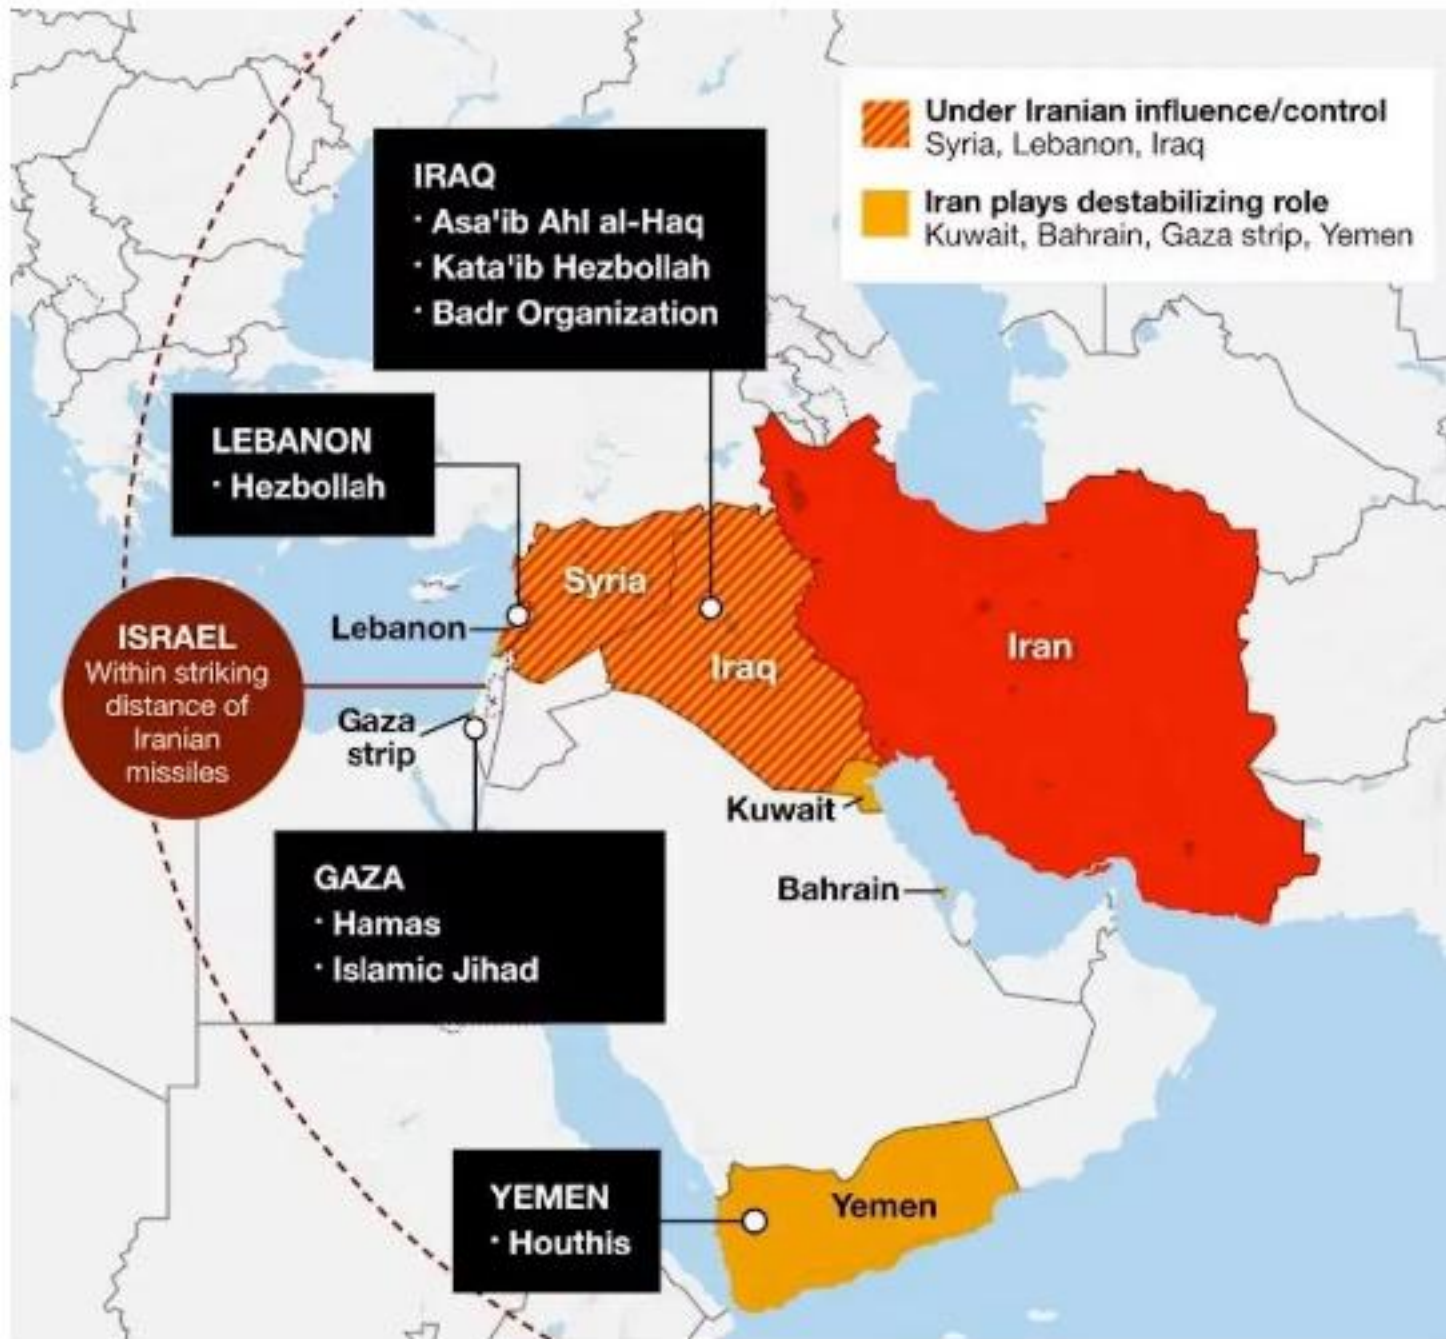 Under Iranian influence/control
Syria, Lebanon, Iraq
Iran plays destabilizing role
Kuwait, Bahrain, Gaza strip, Yemen
IRAQ
· Asa'ib Ahl al-Haq
· Kata'ib Hezbollah
· Badr Organization
LEBANON
· Hezbollah
Syria
Lebanon
ISRAEL
Within striking
distance of
Iranian
missiles
Iraq
Iran
Gaza
strip
Kuwait
Bahrain
GAZA
· Hamas
· Islamic Jihad
YEMEN
· Houthis
Yemen